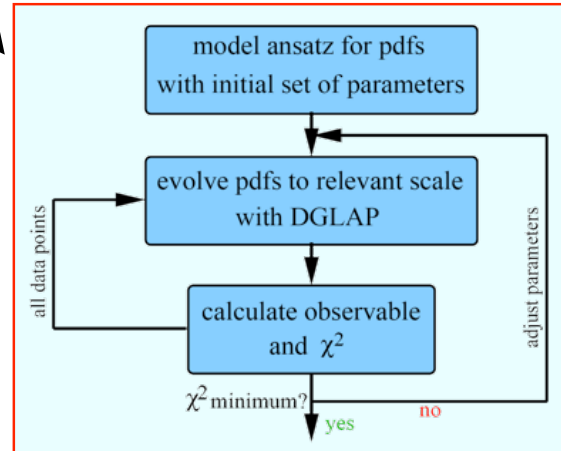 model ansatz for pdfs
with initial set of parameters
evolve pdfs to relevant scale
with DGLAP
all data points
adjust parameters
calculate observable
and χ²
χ² minimum?
no
yes